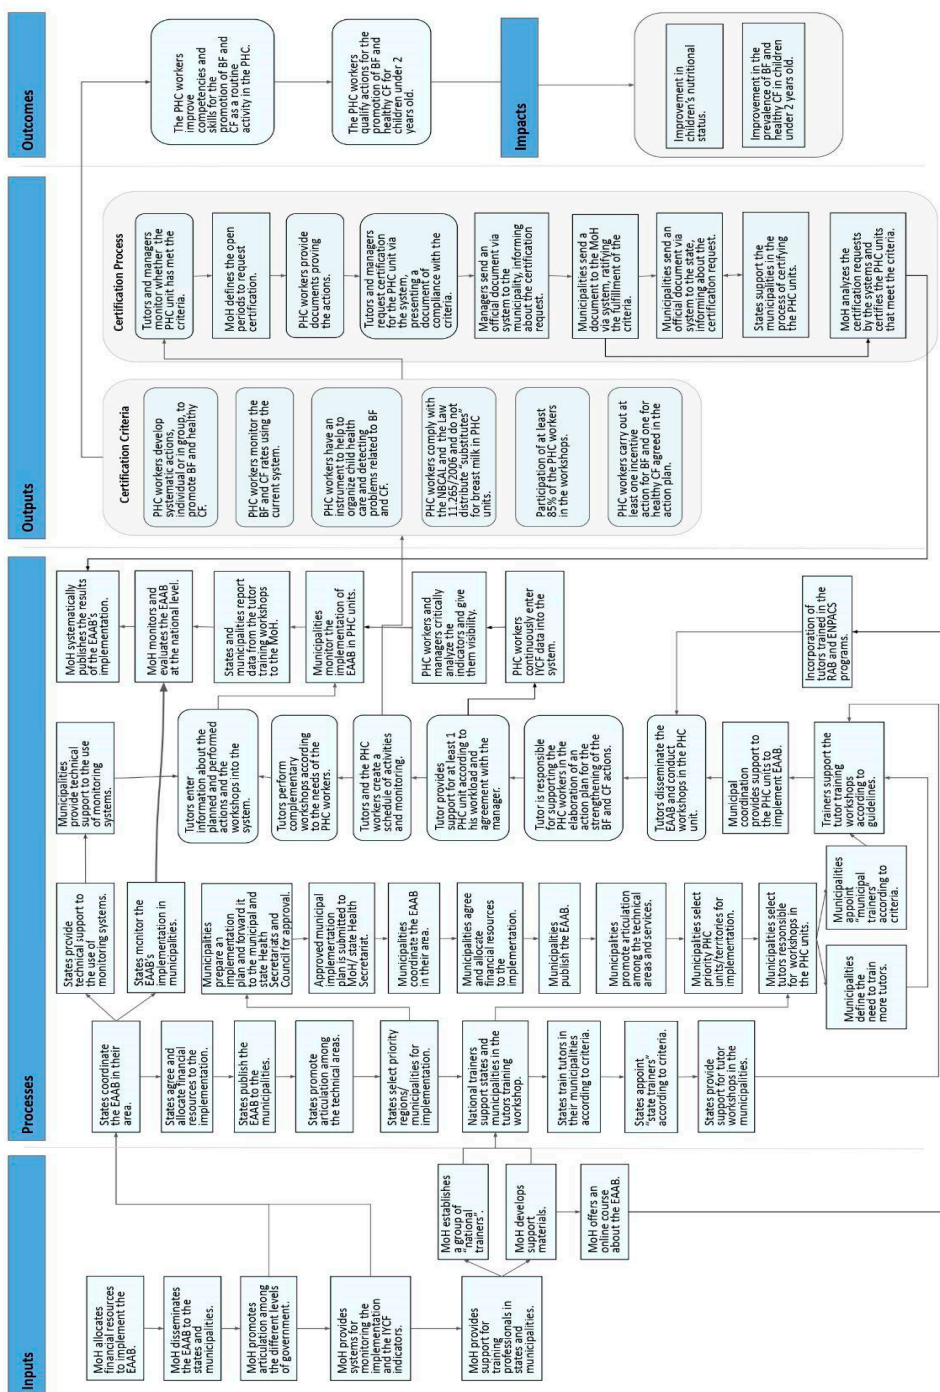 Inputs
MoH allocates
financial resources
to implement the
EAAB.
MoH disseminates
the EAAB to the
states and
municipalities.
MoH promotes
articulation among
the different levels
of government.
MoH provides
systems for
monitoring the
implementation
and the IYCF
indicators.
MoH provides
support for
training
professionals in
states and
municipalities.
MoH establishes
a group of
“national
trainers”.
MoH develops
support
materials.
MoH offers an
online course
about the EAAB.
Processes
States coordinate
the EAAB in their
area.
States agree and
allocate financial
resources to the
implementation.
States publish the
EAAB to the
municipalities.
States promote
articulation among
the technical areas.
States select priority
regions/
municipalities for
implementation.
National trainers
support states and
municipalities in the
tutors training
workshop.
States train tutors in
their municipalities
according to criteria.
States appoint
“state trainers”
according to criteria.
States provide
support for tutor
workshops in the
municipalities.
States provide
technical support to
the use of
monitoring systems.
States monitor the
EAAB’s
implementation in
municipalities.
Municipalities
prepare an
implementation
plan and forward it
to the municipal and
state Health
Secretariats and
Council for approval.
Approved municipal
implementation
plan is submitted to
MoH/ state Health
Secretariat.
Municipalities
coordinate the EAAB
in their area.
Municipalities agree
and allocate
financial resources
to the
implementation.
Municipalities
publish the EAAB.
Municipalities
promote articulation
among the technical
areas and services.
Municipalities select
priority PHC
units/territories for
implementation.
Municipalities select
tutors responsible
for workshops in
the PHC units.
Municipalities
define the
need to train
more tutors.
Municipalities
appoint
“municipal
trainers”
according to
criteria.
Municipalities
provide technical
support to the use
of monitoring
systems.
Tutors enter
information about the
planned or performed
actions and the
workshops into the
system.
Tutors perform
complementary
workshops according
to the needs of the
PHC workers.
Tutors and the PHC
workers create a
schedule of activities
and monitoring.
Tutor provides
support for at least 1
PHC unit according to
his workload and
agreement with the
manager.
Tutor is responsible
for supporting the
PHC workers in the
elaboration of an
action plan for the
strengthening of the
BF and CF actions.
Tutors disseminate the
EAAB and conduct
workshops in the PHC
unit.
Municipal
coordination
provides support to
the PHC units to
implement EAAB.
Trainers support the
tutor training
workshops
according to
guidelines.
MoH systematically
publishes the results
of the EAAB’s
implementation.
MoH monitors and
evaluates the EAAB
at the national level.
States and
municipalities report
data from the tutor
training workshops
to the MoH.
Municipalities
monitor the
implementation of
EAAB in PHC units.
PHC workers and
managers critically
analyze the
indicators and give
them visibility.
PHC workers
continuously enter
IYCF data into the
system.
Incorporation of
tutors trained in the
RAB and ENPACS
programs.
Outputs
Certification Criteria
PHC workers develop
systematic actions,
individual or in group, to
promote BF and healthy
CF.
PHC workers monitor the
BF and CF rates using the
current system.
PHC workers have an
instrument to help to
organize child health
care and detecting
problems related to BF
and CF.
PHC workers comply with
the NBCAL and the Law
11.265/2006 and do not
distribute “substitutes”
for breast milk in PHC
units.
Participation of at least
85% of the PHC workers
in the workshops.
PHC workers carry out at
least one incentive
action for BF and one for
healthy CF agreed in the
action plan.
Certification Process
Tutors and managers
monitor whether the
PHC unit has met the
criteria.
MoH defines the open
periods to request
certification.
PHC workers provide
documents proving
the actions.
Tutors and managers
request certification
for the PHC unit via
the system,
presenting a
document of
compliance with the
criteria.
Managers send an
official document via
system to the
municipality, informing
about the certification
request.
Municipalities send a
document to the MoH
via system, ratifying
the fulfillment of the
criteria.
Municipalities send an
official document via
system to the state,
informing about the
certification request.
States support the
municipalities in the
process of certifying
the PHC units.
MoH analyzes the
certification requests
by the systems and
certifies the PHC units
that meet the criteria.
Outcomes
The PHC workers
improve
competencies and
skills for the
promotion of BF and
CF as a routine
activity in the PHC.
The PHC workers
qualify actions for the
promotion of BF and
healthy CF for
children under 2
years old.
Impacts
Improvement in
children’s nutritional
status.
Improvement in the
prevalence of BF and
healthy CF in children
under 2 years old.